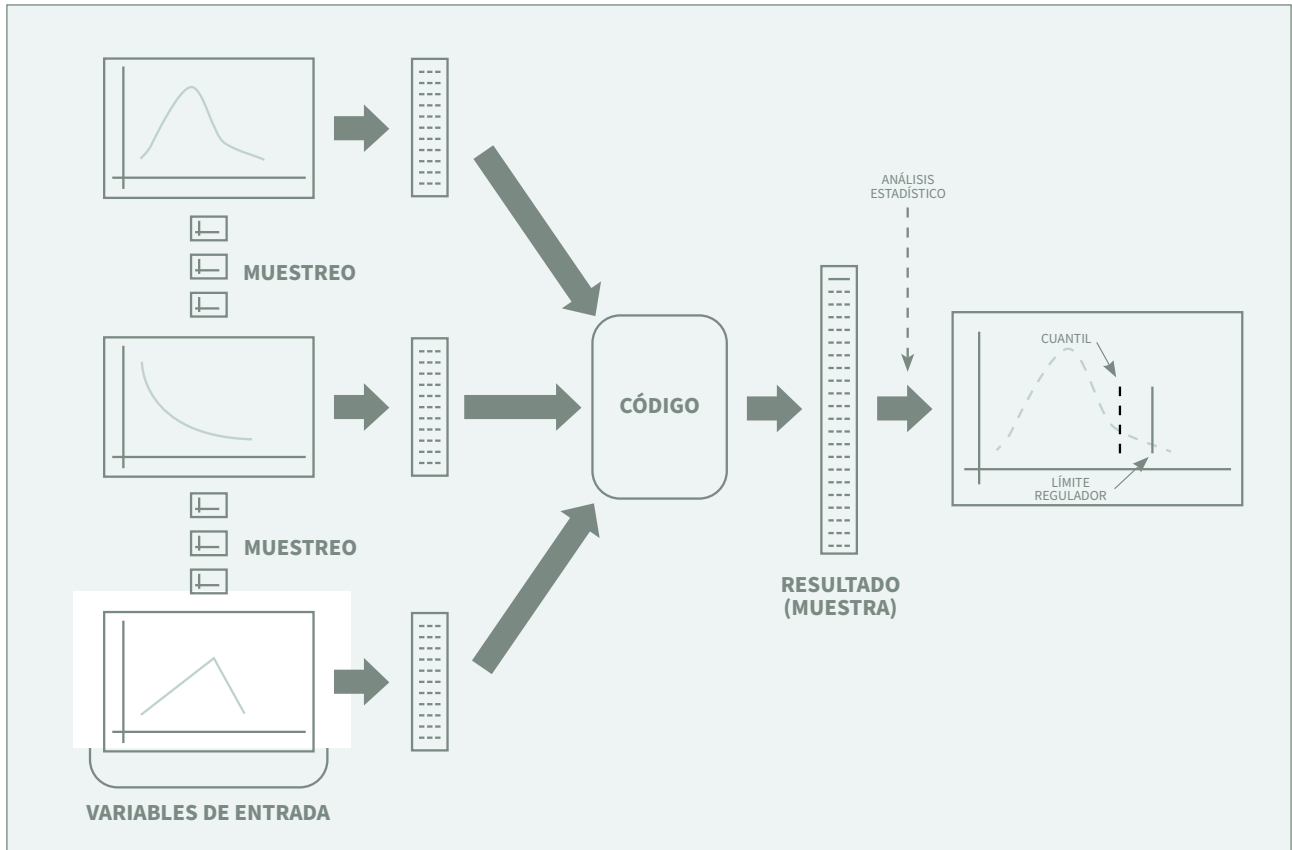 ANÁLISIS
ESTADÍSTICO
MUESTREO
CUANTIL
CÓDIGO
LÍMITE
REGULADOR
MUESTREO
RESULTADO
(MUESTRA)
VARIABLES DE ENTRADA